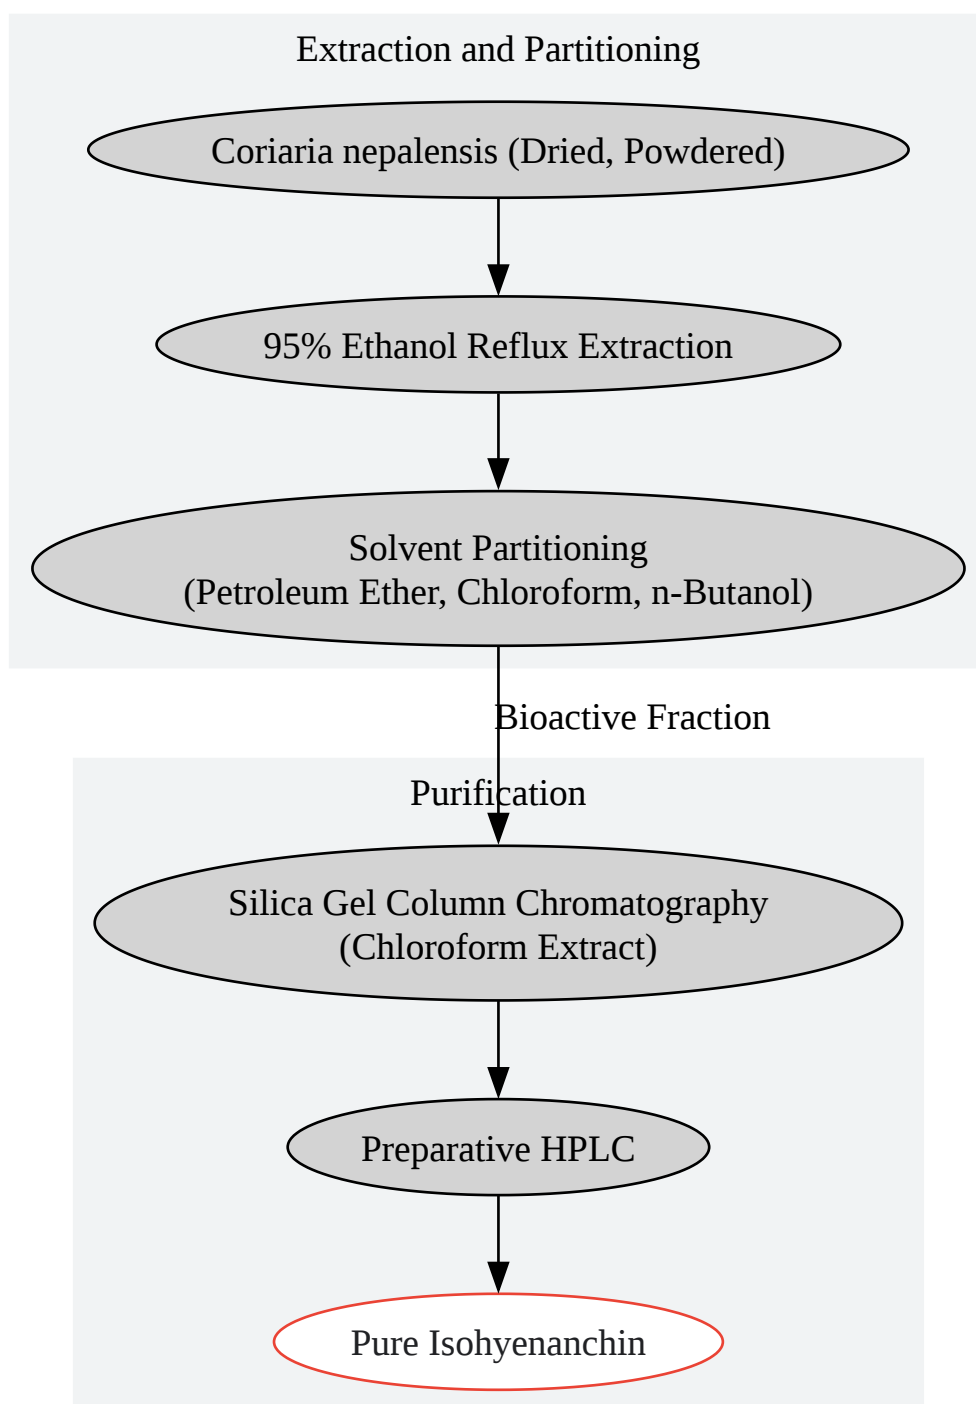 Extraction and Partitioning
Coriaria nepalensis (Dried, Powdered)
95% Ethanol Reflux Extraction
Solvent Partitioning
(Petroleum Ether, Chloroform, n-Butanol)
Bioactive Fraction
Purification
Silica Gel Column Chromatography
(Chloroform Extract)
Preparative HPLC
Pure Isohyenanchin